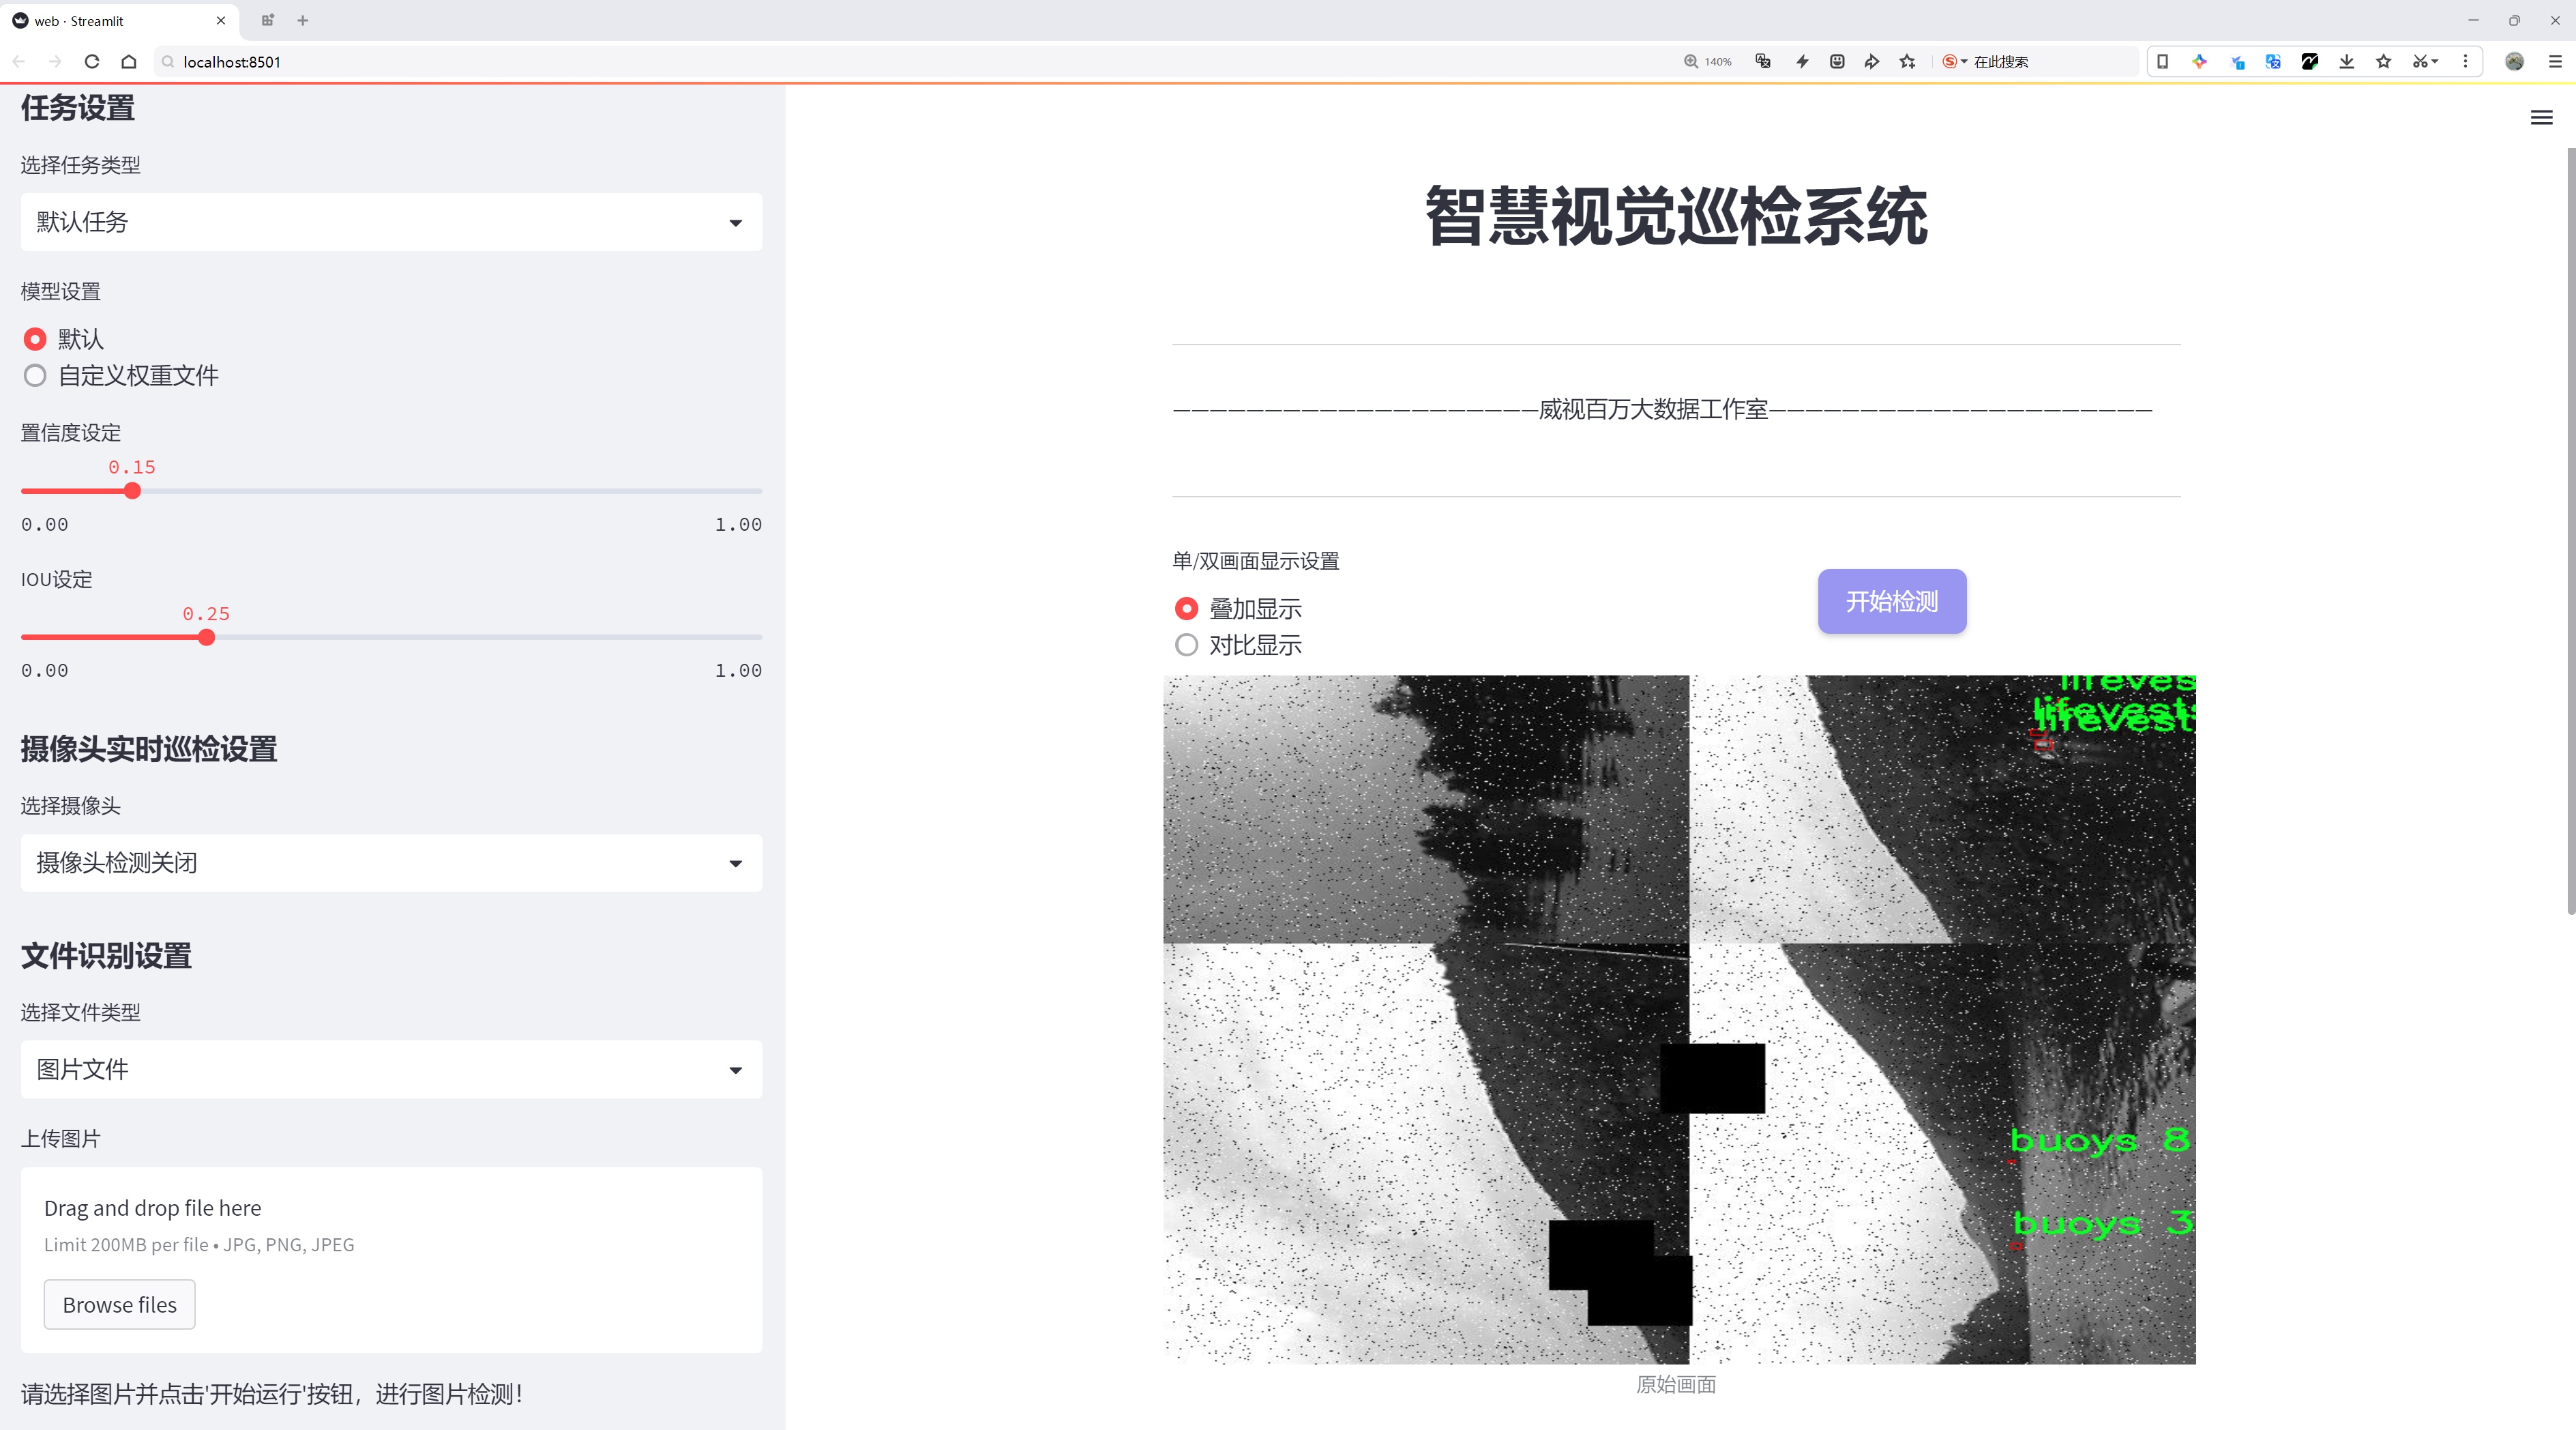 web · Streamlit
localhost:8501
140%
在此搜索
任务设置
选择任务类型
默认任务
模型设置
默认
自定义权重文件
置信度设定
0.15
0.00
1.00
IOU设定
0.25
0.00
1.00
摄像头实时巡检设置
选择摄像头
摄像头检测关闭
文件识别设置
选择文件类型
图片文件
上传图片
Drag and drop file here
Limit 200MB per file • JPG, PNG, JPEG
Browse files
请选择图片并点击'开始运行'按钮，进行图片检测！
智慧视觉巡检系统
————————————————————威视百万大数据工作室—————————————————————
单/双画面显示设置
叠加显示
对比显示
开始检测
lifeves
lifevests
lifevest
buoys 8
buoys 3
原始画面